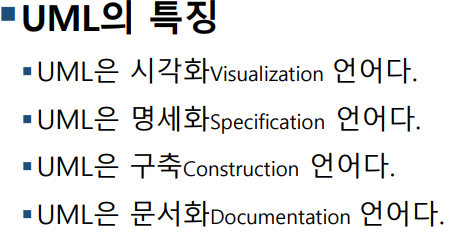 UML의 특징
UML은 시각화Visualization 언어다.
UML은 명세화Specification 언어다.
UML은 구축Construction 언어다.
UML은 문서화Documentation 언어다.